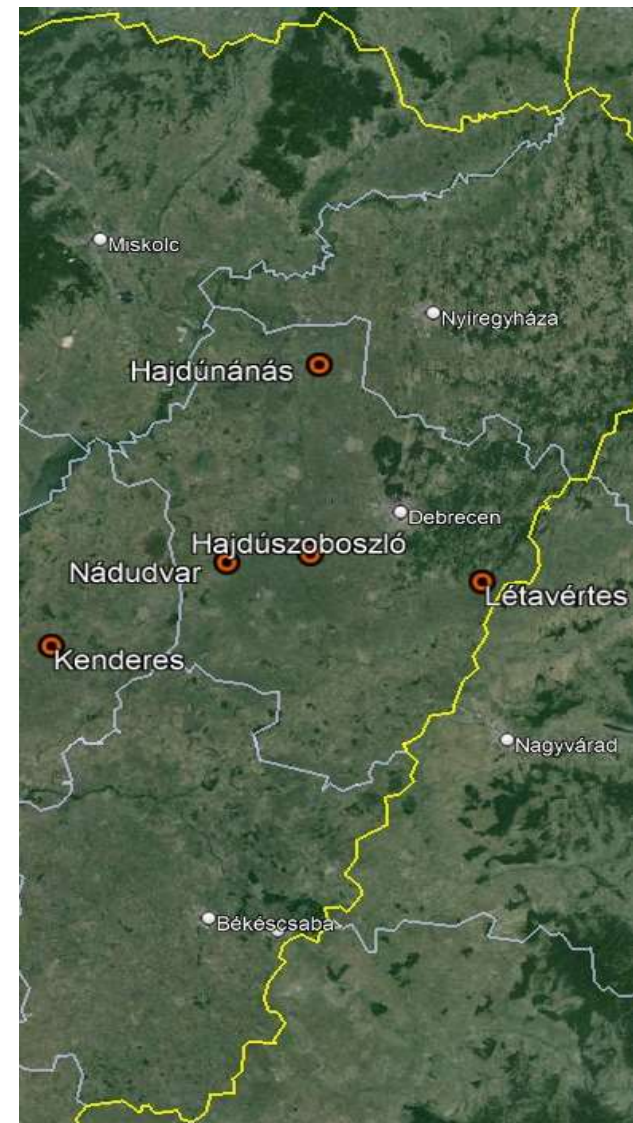 Miskolc
Nyíregyháza
Hajdúnánás
Debrecen
Hajdúszoboszló
Nádudvar
Létavértes
Kenderes
Nagyvárad
Békéscsaba